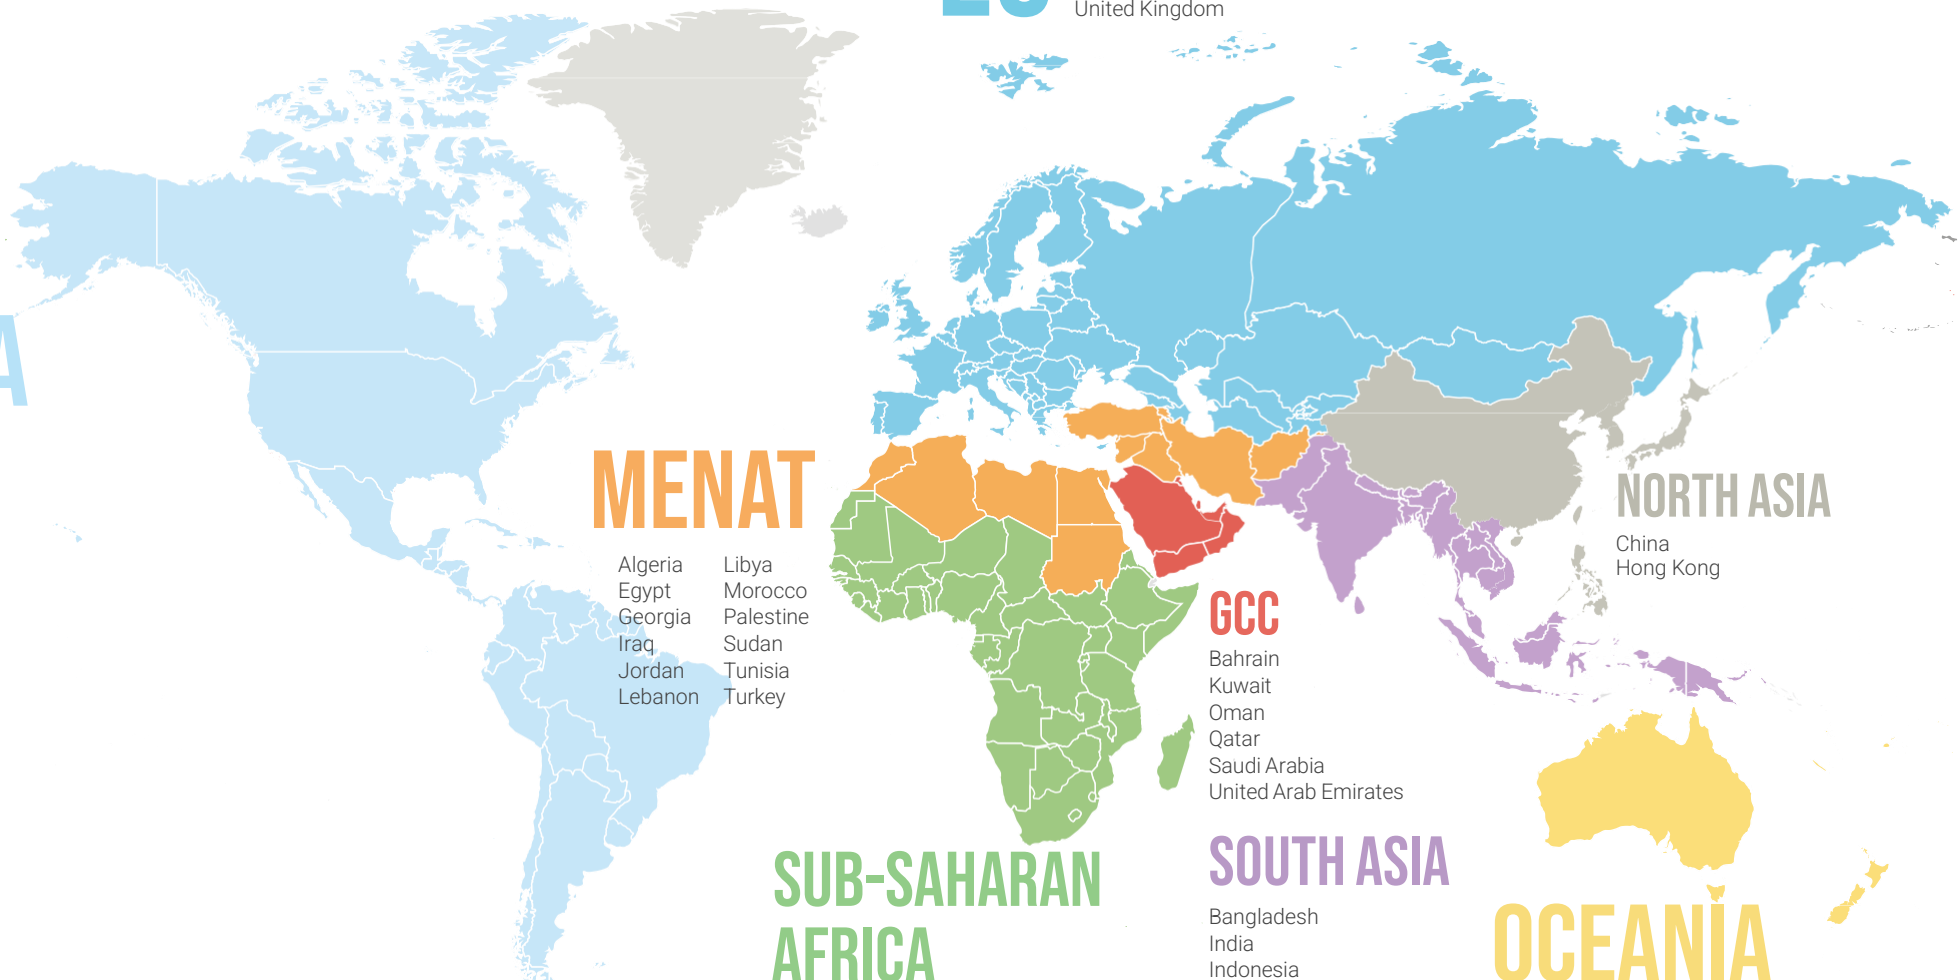 United Kingdom
MENAT
Algeria
Egypt
Georgia
Iraq
Jordan
Lebanon
Libya
Morocco
Palestine
Sudan
Tunisia
Turkey
NORTH ASIA
China
Hong Kong
GCC
Bahrain
Kuwait
Oman
Qatar
Saudi Arabia
United Arab Emirates
SUB-SAHARAN
AFRICA
SOUTH ASIA
Bangladesh
India
Indonesia
OCEANIA